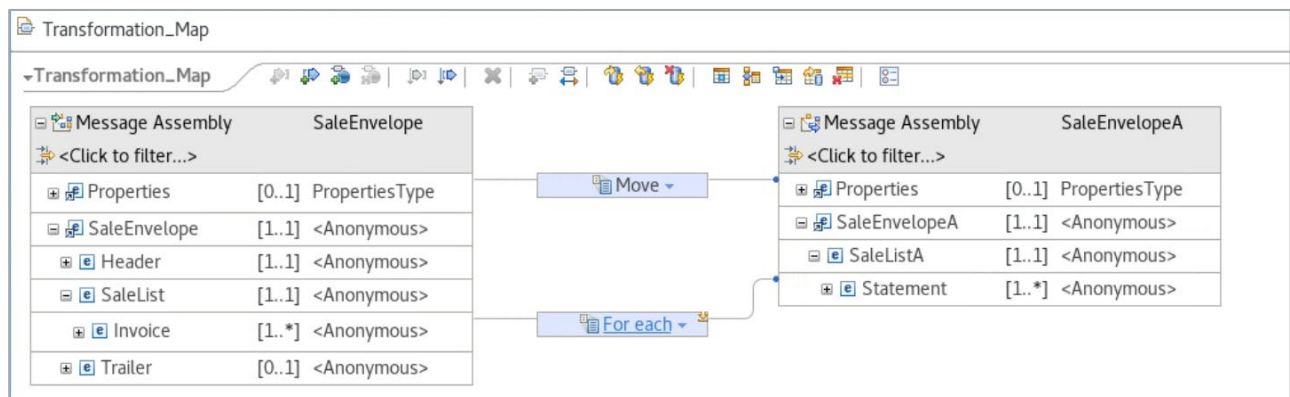 Transformation_Map
Transformation_Map
Message Assembly SaleEnvelope
<Click to filter...>
Properties [0..1] PropertiesType
SaleEnvelope [1..1] <Anonymous>
Header [1..1] <Anonymous>
SaleList [1..1] <Anonymous>
Invoice [1..*] <Anonymous>
Trailer [0..1] <Anonymous>
Move
For each
Message Assembly SaleEnvelopeA
<Click to filter...>
Properties [0..1] PropertiesType
SaleEnvelopeA [1..1] <Anonymous>
SaleListA [1..1] <Anonymous>
Statement [1..*] <Anonymous>